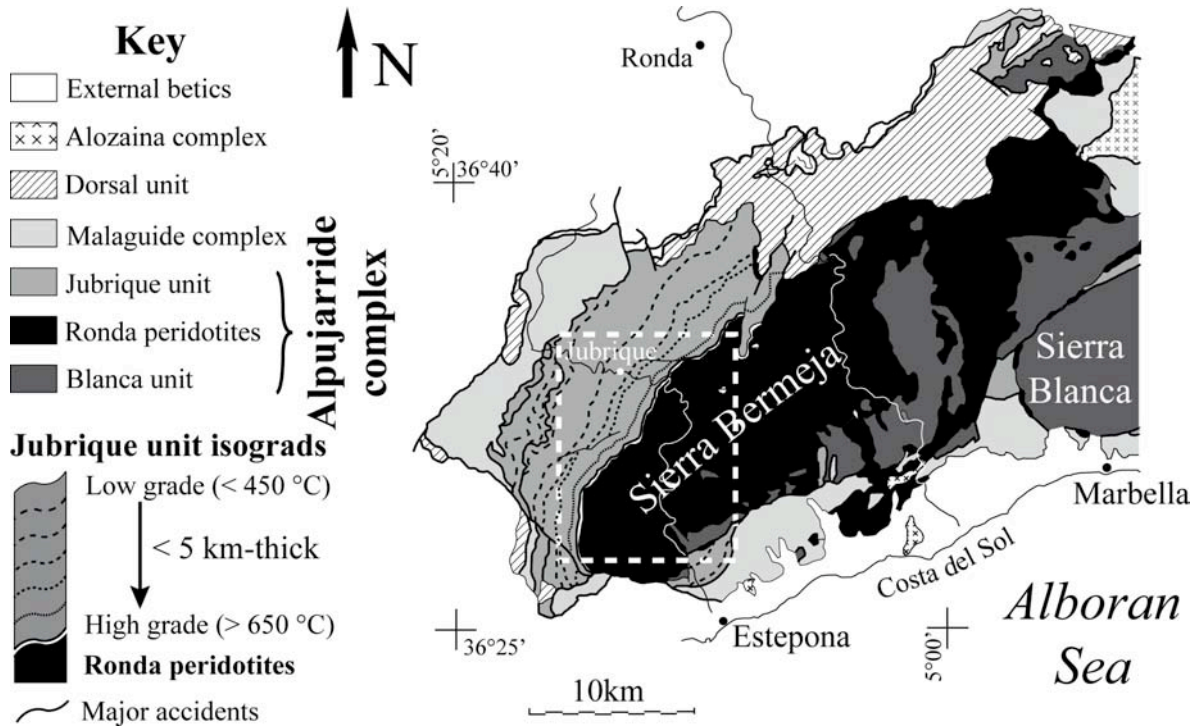 Key
External betics
Alozaina complex
Dorsal unit
Malaguide complex
Jubrique unit
Ronda peridotites
Blanca unit
Alpujarride
complex
Jubrique unit isograds
Low grade (< 450 °C)
< 5 km-thick
High grade (> 650 °C)
Ronda peridotites
Major accidents
N
Ronda
5°20'
36°40'
Jubrique
Sierra Bermeja
Sierra
Blanca
Marbella
Costa del Sol
Estepona
36°25'
5°00'
Alboran
Sea
10km